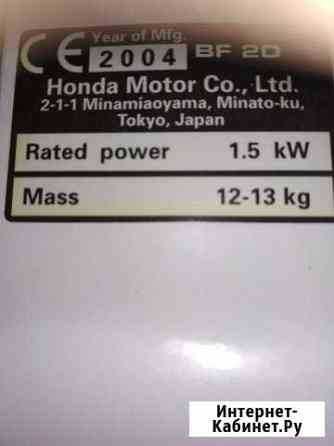 CE Year of Mfg.
2004 BF 2D
Honda Motor Co., Ltd.
2-1-1 Minamiaoyama, Minato-ku,
Tokyo, Japan
Rated power 1.5 kW
Mass 12-13 kg
Интернет-
Кабинет.Ру